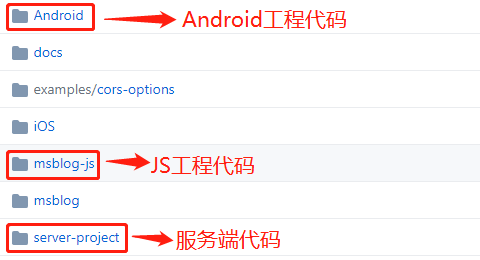 Android Android工程代码
docs
examples/cors-options
iOS
msblog-js JS工程代码
msblog
server-project 服务端代码